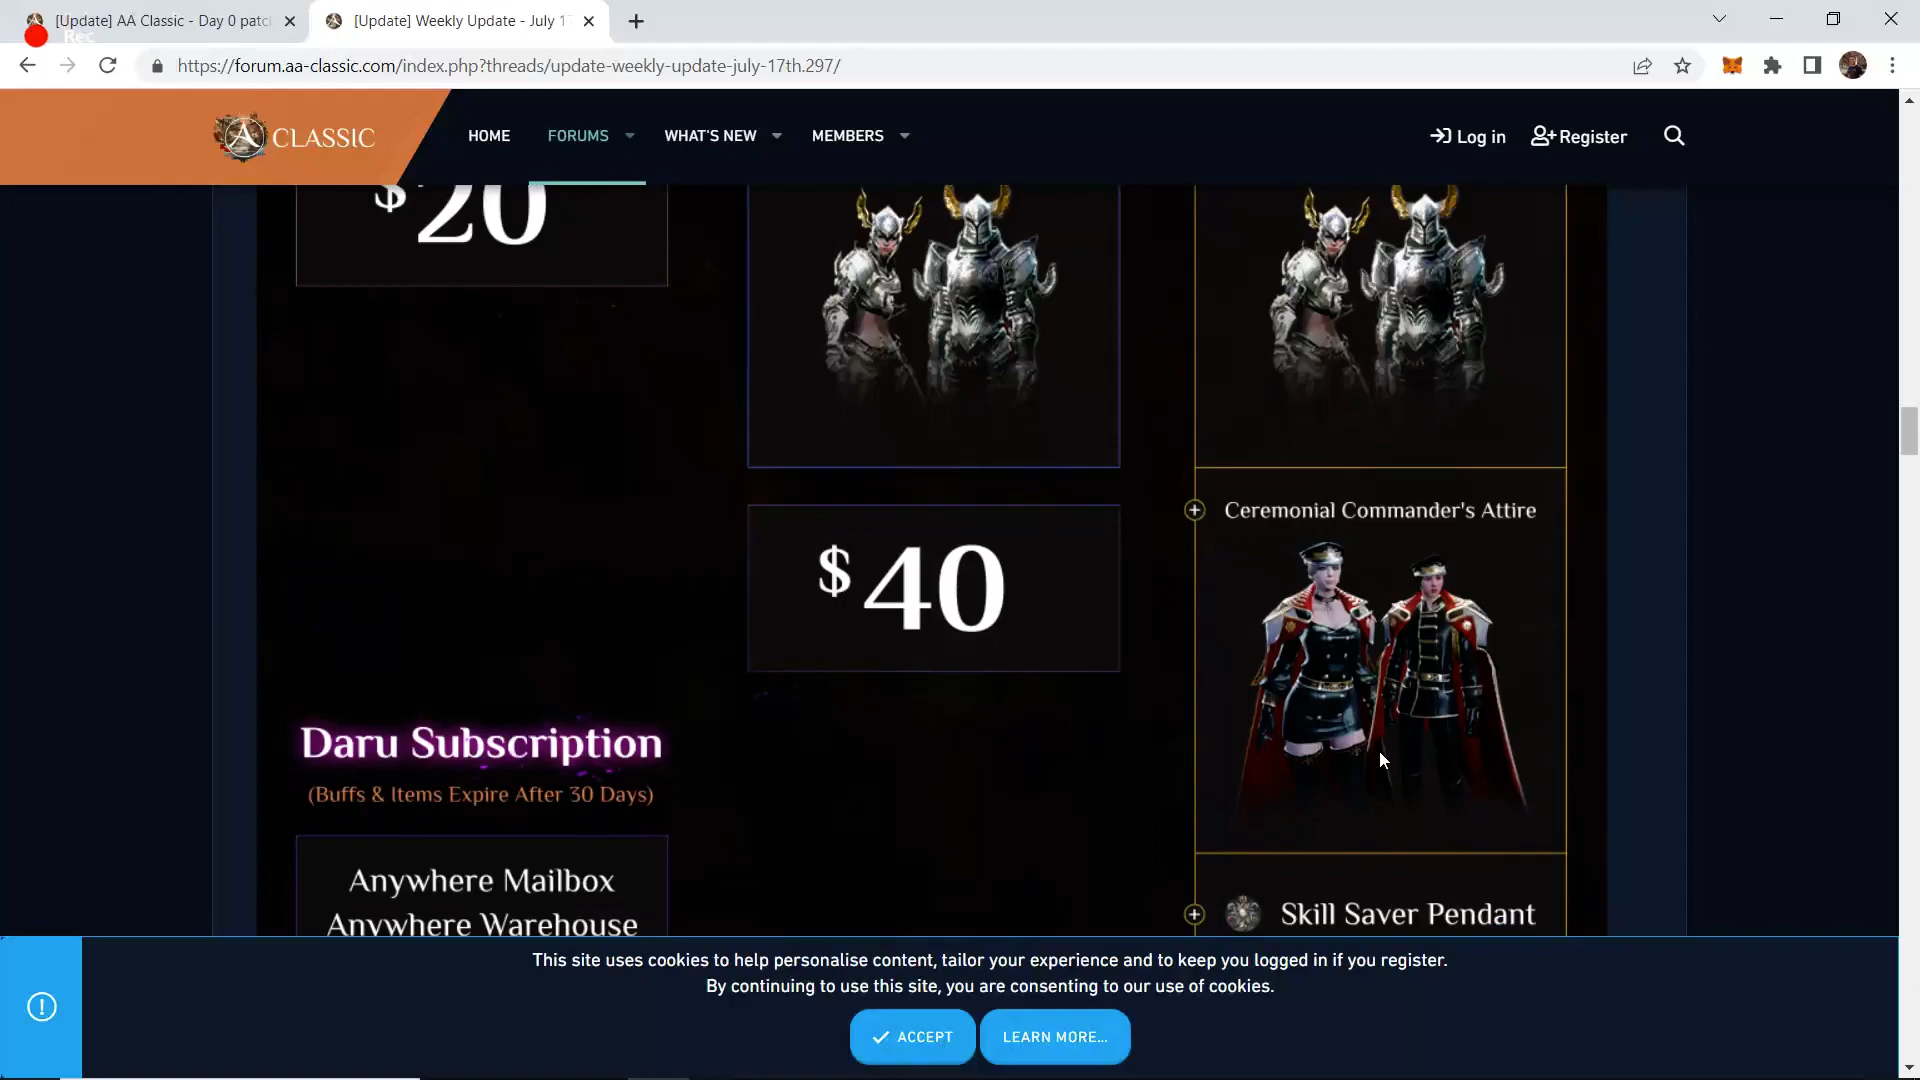 [Update] AA Classic - Day 0 patc
[Update] Weekly Update - July 1
Rec
https://forum.aa-classic.com/index.php?threads/update-weekly-update-july-17th.297/
CLASSIC
HOME
FORUMS
WHAT'S NEW
MEMBERS
Log in
Register
$20
$40
Ceremonial Commander's Attire
Daru Subscription
(Buffs & Items Expire After 30 Days)
Anywhere Mailbox
Anywhere Warehouse
Skill Saver Pendant
This site uses cookies to help personalise content, tailor your experience and to keep you logged in if you register.
By continuing to use this site, you are consenting to our use of cookies.
ACCEPT
LEARN MORE...